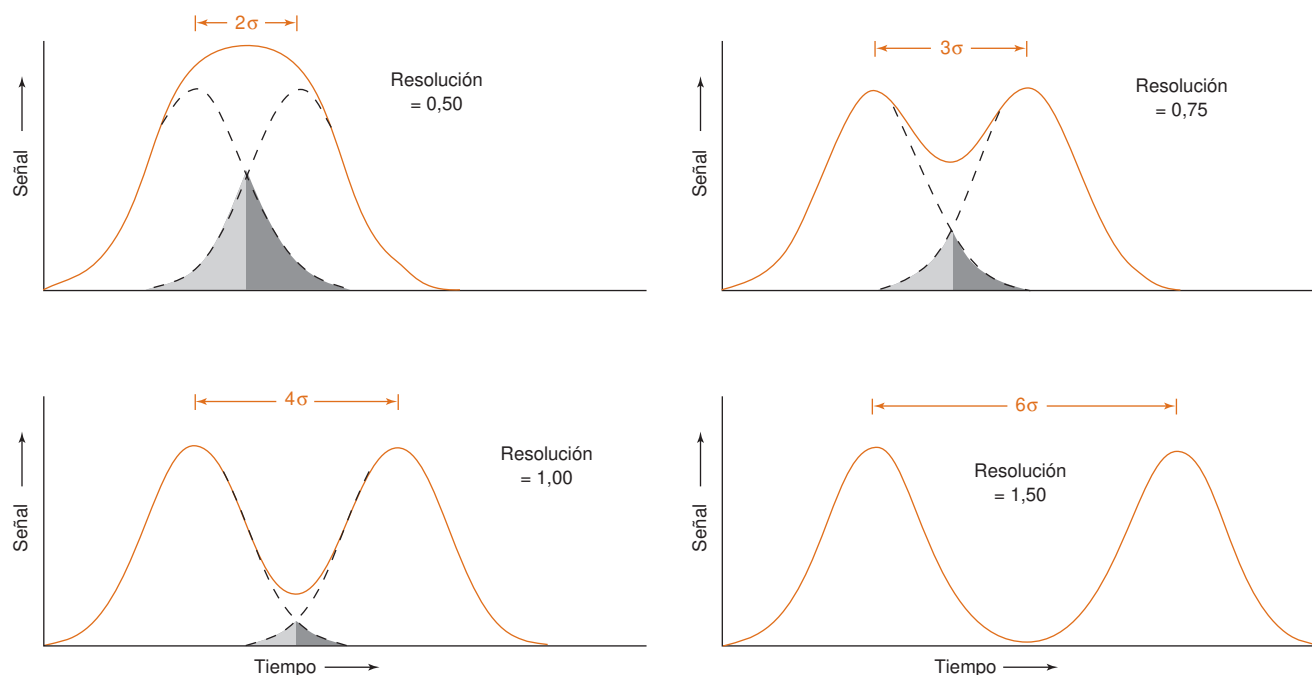 2σ
Resolución
= 0,50
Señal
3σ
Resolución
= 0,75
Señal
4σ
Resolución
= 1,00
Señal
Tiempo
6σ
Resolución
= 1,50
Señal
Tiempo